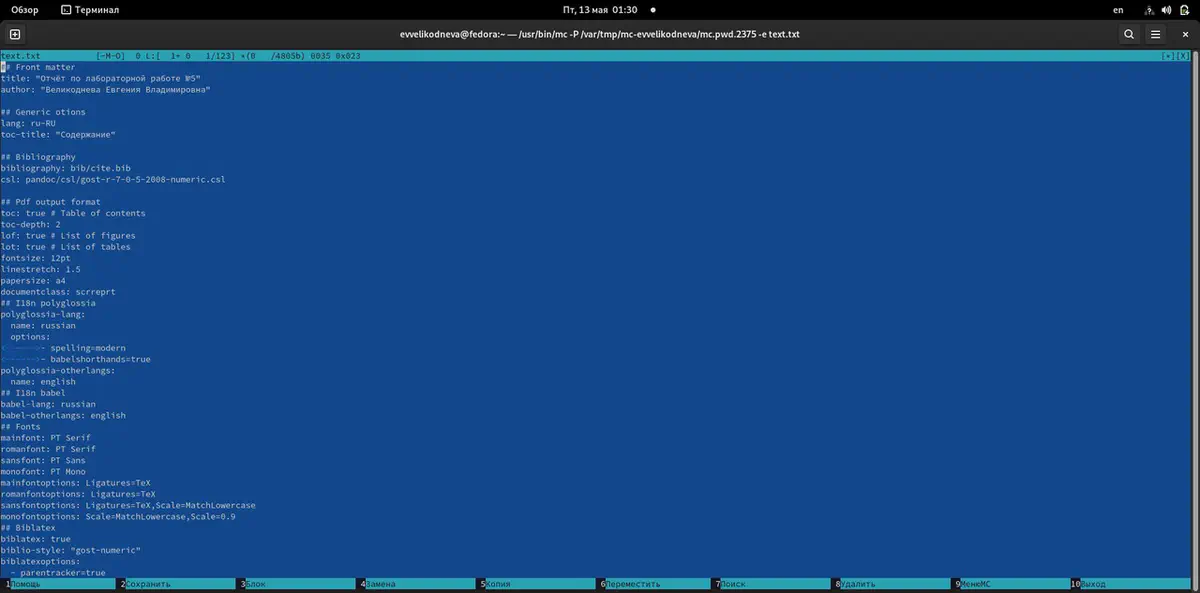 Обзор Терминал Пт, 13 мая 01:30 en
evvelikodneva@fedora:~ — /usr/bin/mc -P /var/tmp/mc-evvelikodneva/mc.pwd.2375 -e text.txt
text.txt [-M-O] 0 L:[ 1+ 0 1/123] *(0 /4805b) 0035 0x023 [*][X]
## Front matter
title: "Отчёт по лабораторной работе №5"
author: "Великоднева Евгения Владимировна"
## Generic otions
lang: ru-RU
toc-title: "Содержание"
## Bibliography
bibliography: bib/cite.bib
csl: pandoc/csl/gost-r-7-0-5-2008-numeric.csl
## Pdf output format
toc: true # Table of contents
toc-depth: 2
lof: true # List of figures
lot: true # List of tables
fontsize: 12pt
linestretch: 1.5
papersize: a4
documentclass: scrreprt
## I18n polyglossia
polyglossia-lang:
  name: russian
  options:
<------>- spelling=modern
<------>- babelshorthands=true
polyglossia-otherlangs:
  name: english
## I18n babel
babel-lang: russian
babel-otherlangs: english
## Fonts
mainfont: PT Serif
romanfont: PT Serif
sansfont: PT Sans
monofont: PT Mono
mainfontoptions: Ligatures=TeX
romanfontoptions: Ligatures=TeX
sansfontoptions: Ligatures=TeX,Scale=MatchLowercase
monofontoptions: Scale=MatchLowercase,Scale=0.9
## Biblatex
biblatex: true
biblio-style: "gost-numeric"
biblatexoptions:
  - parentracker=true
1Помощь 2Сохранить 3Блок 4Замена 5Копия 6Переместить 7Поиск 8Удалить 9МенюMC 10Выход